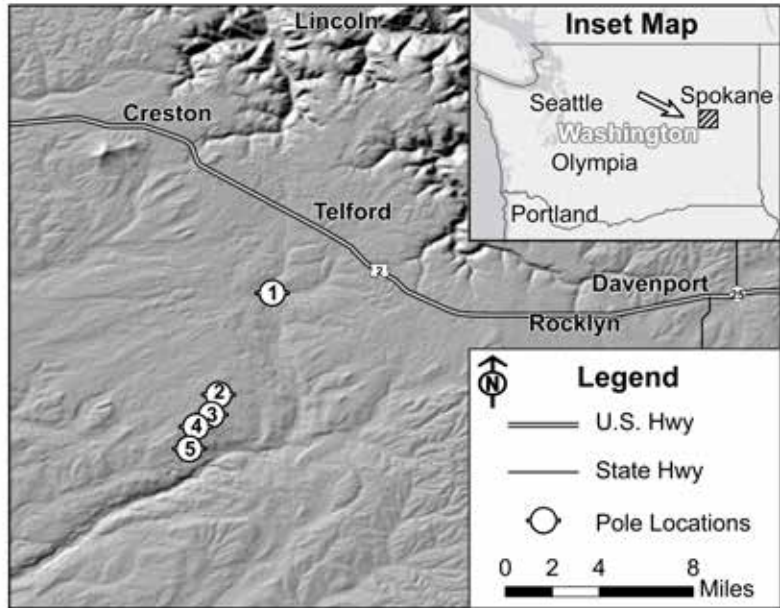 Lincoln
Creston
Telford
2
1
Davenport
25
Rocklyn
2
3
4
5
Inset Map
Spokane
Seattle
Washington
Olympia
Portland
N
Legend
U.S. Hwy
State Hwy
Pole Locations
0 2 4 8
Miles